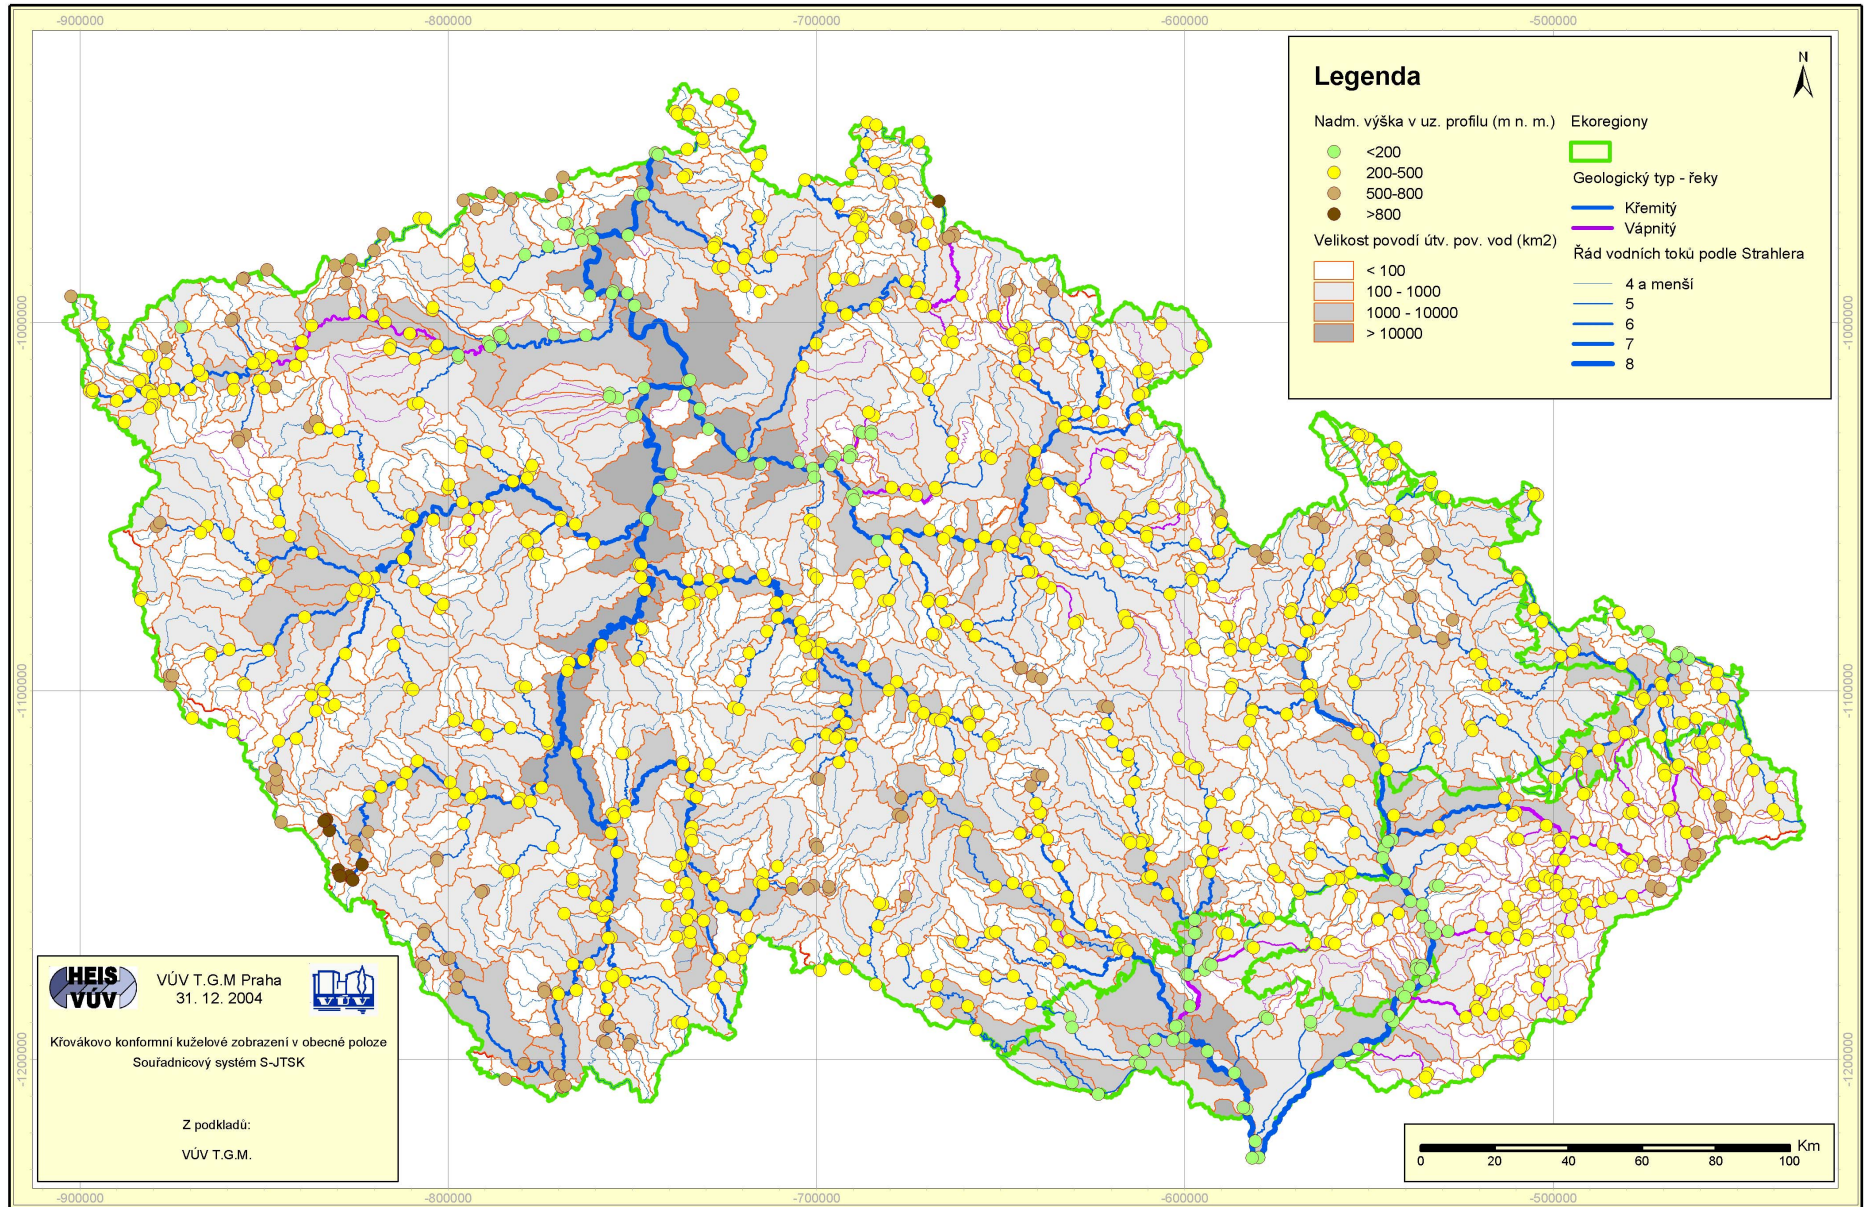 -900000
-800000
-700000
-600000
-500000
Legenda
N
Nadm. výška v uz. profilu (m n. m.)
<200
200-500
500-800
>800
Velikost povodí útv. pov. vod (km2)
< 100
100 - 1000
1000 - 10000
> 10000
Ekoregiony
Geologický typ - řeky
Křemitý
Vápnitý
Řád vodních toků podle Strahlera
4 a menší
5
6
7
8
-1000000
-1000000
-1100000
-1100000
-1200000
-1200000
HEIS
VÚV
VÚV T.G.M Praha
31. 12. 2004
VÚV
Křovákovo konformní kuželové zobrazení v obecné poloze
Souřadnicový systém S-JTSK
Z podkladů:
VÚV T.G.M.
Km
0 20 40 60 80 100
-900000
-800000
-700000
-600000
-500000